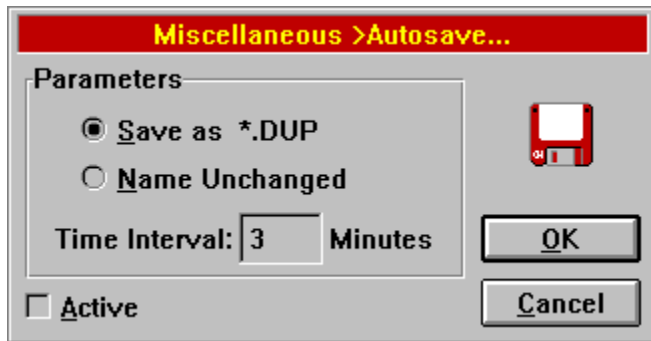 Miscellaneous >Autosave...
Parameters
Save as *.DUP
Name Unchanged
Time Interval: 3 Minutes
OK
Active
Cancel